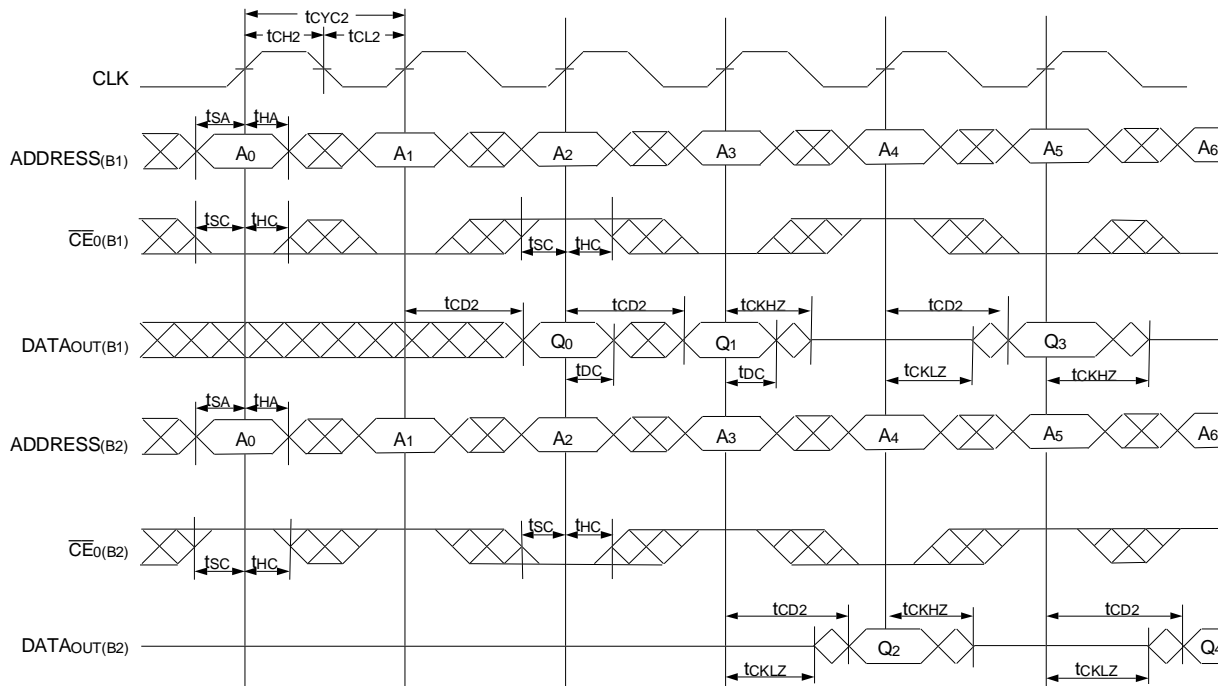 tCYC2
tCH2 tCL2
CLK
tSA tHA
ADDRESS(B1) A0 A1 A2 A3 A4 A5 A6
tSC tHC
CE0(B1)
tSC tHC
tCD2 tCD2 tCKHZ tCD2
DATAOUT(B1) Q0 Q1 Q3
tDC tDC tCKLZ tCKHZ
tSA tHA
ADDRESS(B2) A0 A1 A2 A3 A4 A5 A6
tSC tHC
CE0(B2)
tSC tHC
tCD2 tCKHZ tCD2
DATAOUT(B2) Q2 Q4
tCKLZ tCKLZ